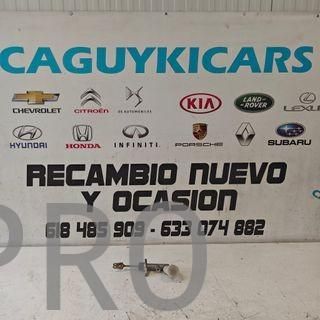 CAGUYKICARS
CHEVROLET CITROËN DS AUTOMOBILES KIA LAND ROVER LEXUS
HYUNDAI HONDA INFINITI PORSCHE RENAULT SUBARU
RECAMBIO NUEVO
Y OCASION
618 485 909 - 633 074 882
PRO